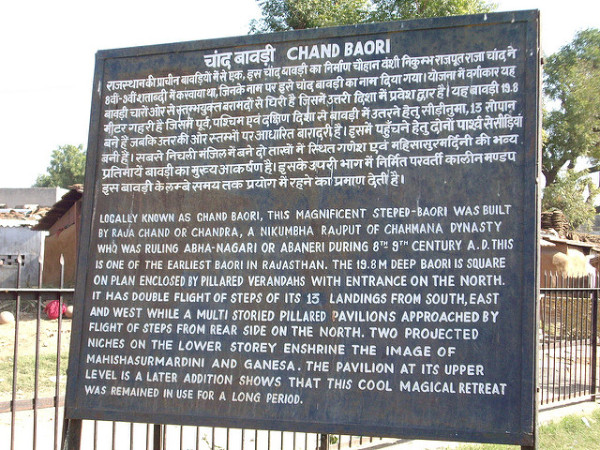 चांद बावड़ी CHAND BAORI
राजस्थान की प्राचीन बावड़ियों में से एक, इस चांद बावड़ी का निर्माण चौहान वंशी निकुम्भ राजपूत राजा चांद ने
8वीं-9वीं शताब्दी में करवाया था, जिनके नाम पर इसे चांद बावड़ी का नाम दिया गया। योजना में वर्गाकार यह
बावड़ी चारों ओर से स्तम्भयुक्त बरामदों से घिरी है जिसमें उत्तरी दिशा में प्रवेश द्वार है। यह बावड़ी 19.8
मीटर गहरी है जिसमें पूर्व, पश्चिम एवं दक्षिण दिशा से बावड़ी में उतरने हेतु सीढ़ीनुमा, 13 सोपान
बने हैं जबकि उत्तर की ओर स्तभों पर आधारित बारादुरी है। इसमें पहुँचने हेतु दोनों पार्श्व से सीढ़ियां
बनी हैं। सबसे निचली मंजिल में बने दो ताखों में स्थित गणेश एवं महिसासुरमर्दिनी की भव्य
प्रतिमायें बावड़ी का मुख्य आकर्षण है। इसके उपरी भाग में निर्मित परवर्ती कालीन मण्डप
इस बावड़ी के लम्बे समय तक प्रयोग में रहने का प्रमाण देती है।
LOCALLY KNOWN AS CHAND BAORI, THIS MAGNIFICENT STEPED-BAORI WAS BUILT
BY RAJA CHAND OR CHANDRA, A NIKUMBHA RAJPUT OF CHAHMANA DYNASTY
WHO WAS RULING ABHA-NAGARI OR ABANERI DURING 8TH 9TH CENTURY A.D. THIS
IS ONE OF THE EARLIEST BAORI IN RAJASTHAN. THE 19.8M DEEP BAORI IS SQUARE
ON PLAN ENCLOSED BY PILLARED VERANDAHS WITH ENTRANCE ON THE NORTH.
IT HAS DOUBLE FLIGHT OF STEPS OF ITS 13 LANDINGS FROM SOUTH, EAST
AND WEST WHILE A MULTI STORIED PILLARED PAVILIONS APPROACHED BY
FLIGHT OF STEPS FROM REAR SIDE ON THE NORTH. TWO PROJECTED
NICHES ON THE LOWER STOREY ENSHRINE THE IMAGE OF
MAHISHASURMARDINI AND GANESA. THE PAVILION AT ITS UPPER
LEVEL IS A LATER ADDITION SHOWS THAT THIS COOL MAGICAL RETREAT
WAS REMAINED IN USE FOR A LONG PERIOD.